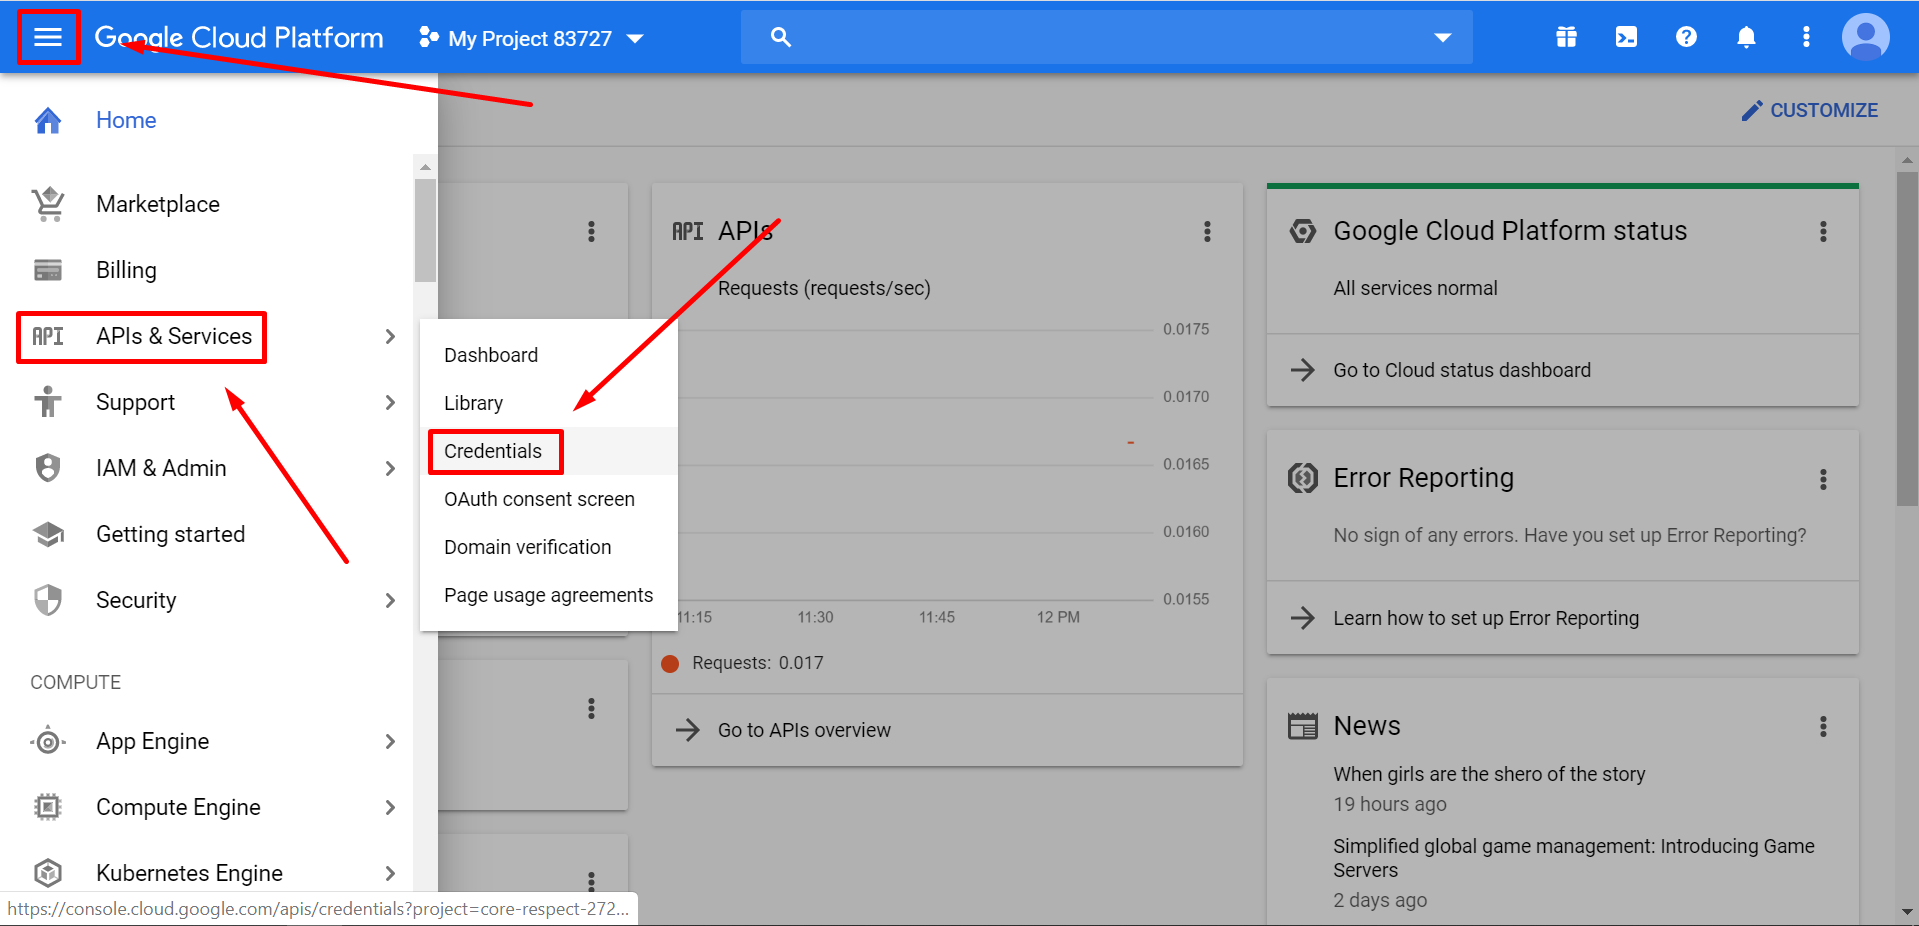 Google Cloud Platform
My Project 83727
Home
CUSTOMIZE
Marketplace
Billing
API APIs & Services
Support
IAM & Admin
Getting started
Security
COMPUTE
App Engine
Compute Engine
Kubernetes Engine
https://console.cloud.google.com/apis/credentials?project=core-respect-272...
Dashboard
Library
Credentials
OAuth consent screen
Domain verification
Page usage agreements
API APIs
Requests (requests/sec)
0.0175
0.0170
0.0165
0.0160
0.0155
11:15 11:30 11:45 12 PM
Requests: 0.017
Go to APIs overview
Google Cloud Platform status
All services normal
Go to Cloud status dashboard
Error Reporting
No sign of any errors. Have you set up Error Reporting?
Learn how to set up Error Reporting
News
When girls are the shero of the story
19 hours ago
Simplified global game management: Introducing Game
Servers
2 days ago